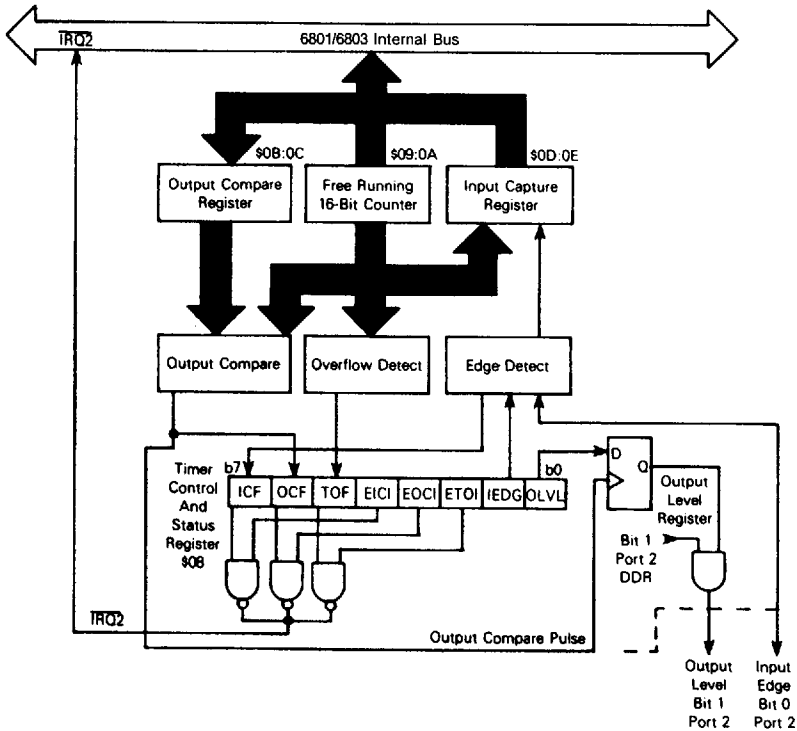 IRQ2
6801/6803 Internal Bus
$0B:0C
$09:0A
$0D:0E
Output Compare
Register
Free Running
16-Bit Counter
Input Capture
Register
Output Compare
Overflow Detect
Edge Detect
Timer
Control
And
Status
Register
$08
b7
b0
ICF
OCF
TOF
EICI
EOCI
ETOI
IEDG
OLVL
D
Q
Output
Level
Register
Bit 1
Port 2
DDR
IRQ2
Output Compare Pulse
Output
Level
Bit 1
Port 2
Input
Edge
Bit 0
Port 2